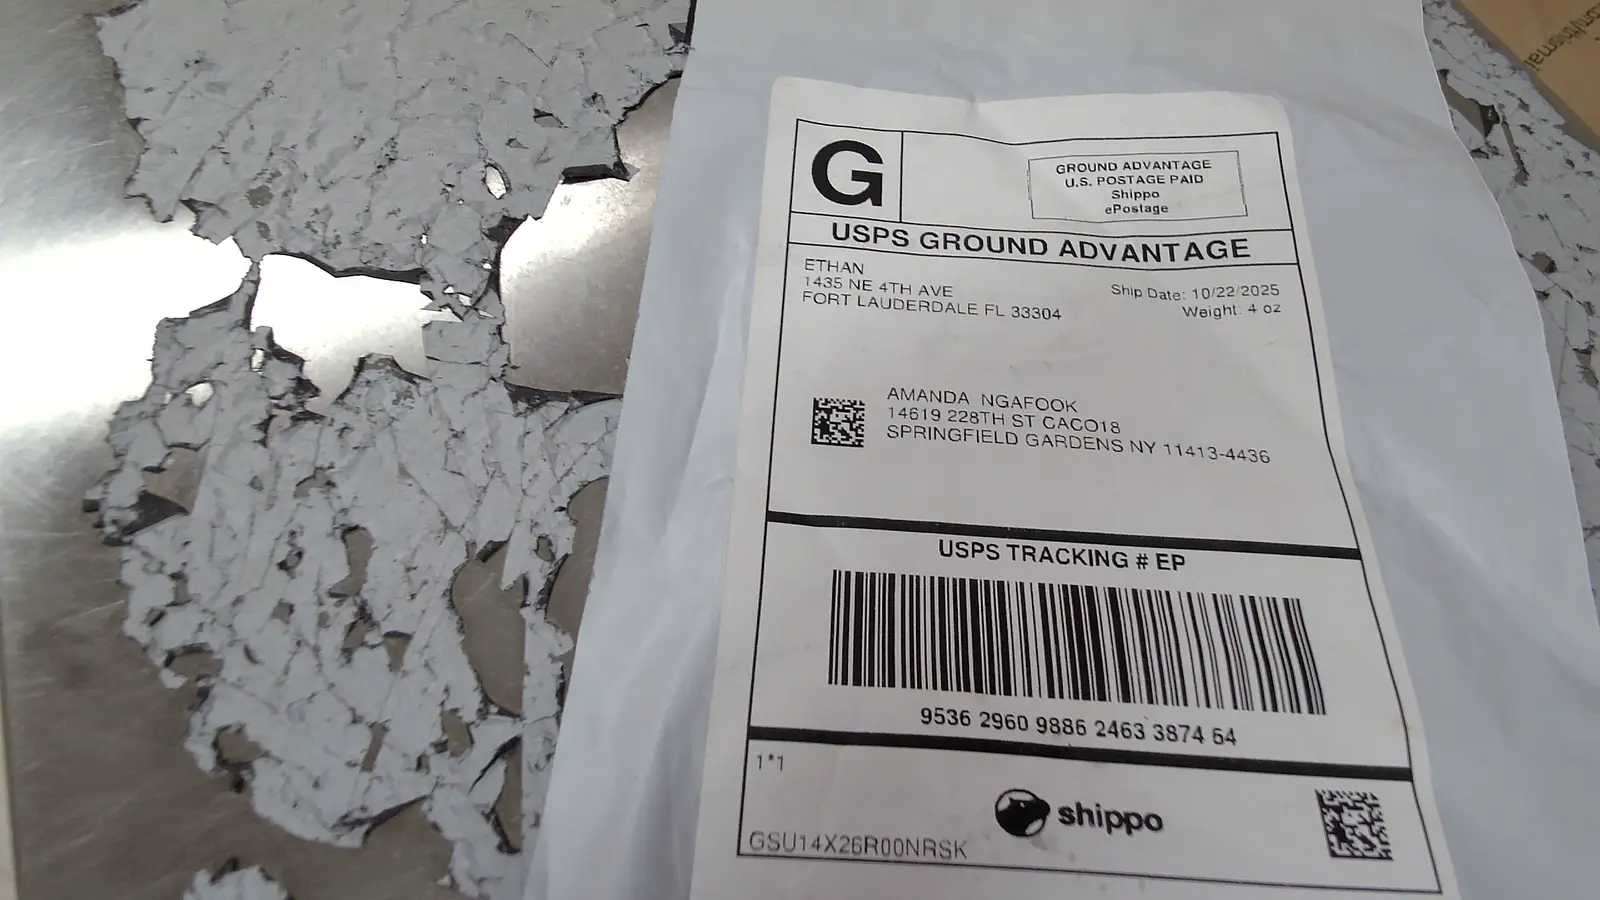 G
GROUND ADVANTAGE
U.S. POSTAGE PAID
Shippo
ePostage
USPS GROUND ADVANTAGE
ETHAN
1435 NE 4TH AVE
FORT LAUDERDALE FL 33304
Ship Date: 10/22/2025
Weight: 4 oz
AMANDA NGAFOOK
14619 228TH ST CACO18
SPRINGFIELD GARDENS NY 11413-4436
USPS TRACKING # EP
9536 2960 9886 2463 3874 64
1*1
shippo
GSU14X26R00NRSK